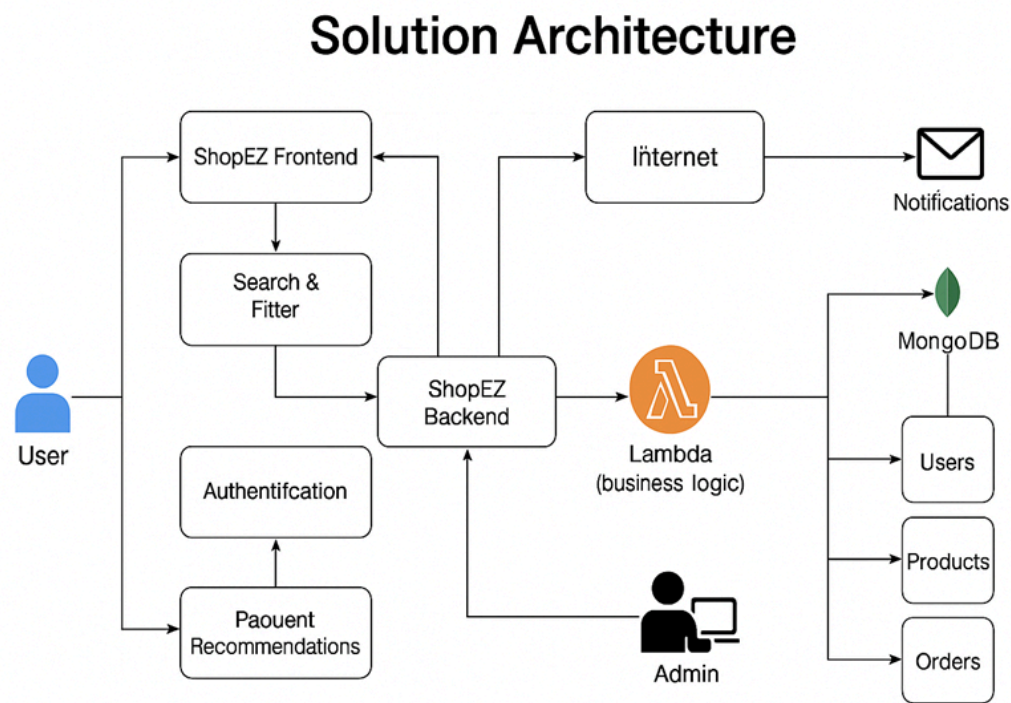 Solution Architecture
ShopEZ Frontend
Internet
Notifications
Search &
Fitter
MongoDB
ShopEZ
Backend
User
Lambda
(business logic)
Users
Authentifcation
Products
Paouent
Recommendations
Admin
Orders